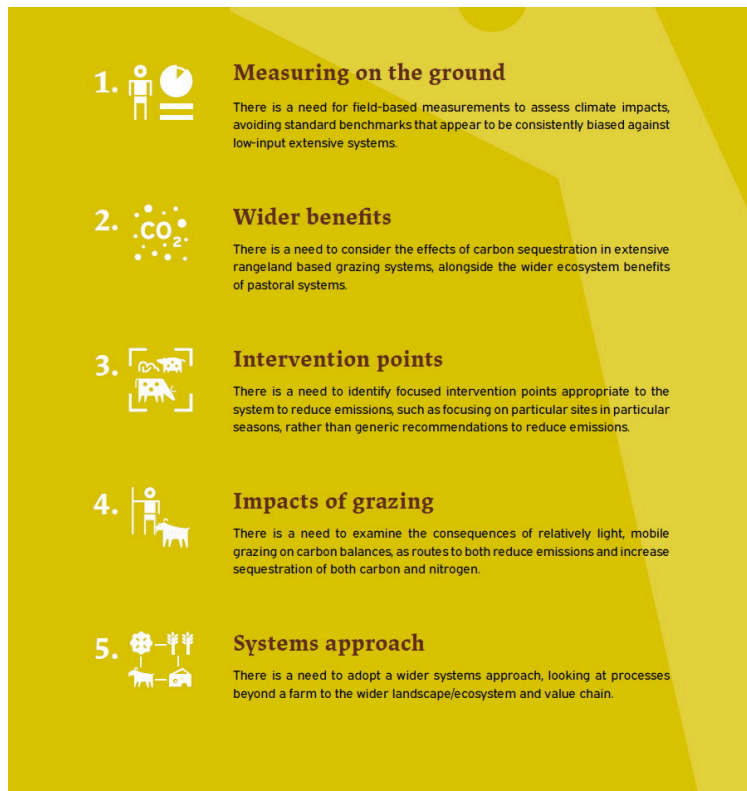 1.
Measuring on the ground
There is a need for field-based measurements to assess climate impacts,
avoiding standard benchmarks that appear to be consistently biased against
low-input extensive systems.
2.
CO2
Wider benefits
There is a need to consider the effects of carbon sequestration in extensive
rangeland based grazing systems, alongside the wider ecosystem benefits
of pastoral systems.
3.
Intervention points
There is a need to identify focused intervention points appropriate to the
system to reduce emissions, such as focusing on particular sites in particular
seasons, rather than generic recommendations to reduce emissions.
4.
Impacts of grazing
There is a need to examine the consequences of relatively light, mobile
grazing on carbon balances, as routes to both reduce emissions and increase
sequestration of both carbon and nitrogen.
5.
Systems approach
There is a need to adopt a wider systems approach, looking at processes
beyond a farm to the wider landscape/ecosystem and value chain.